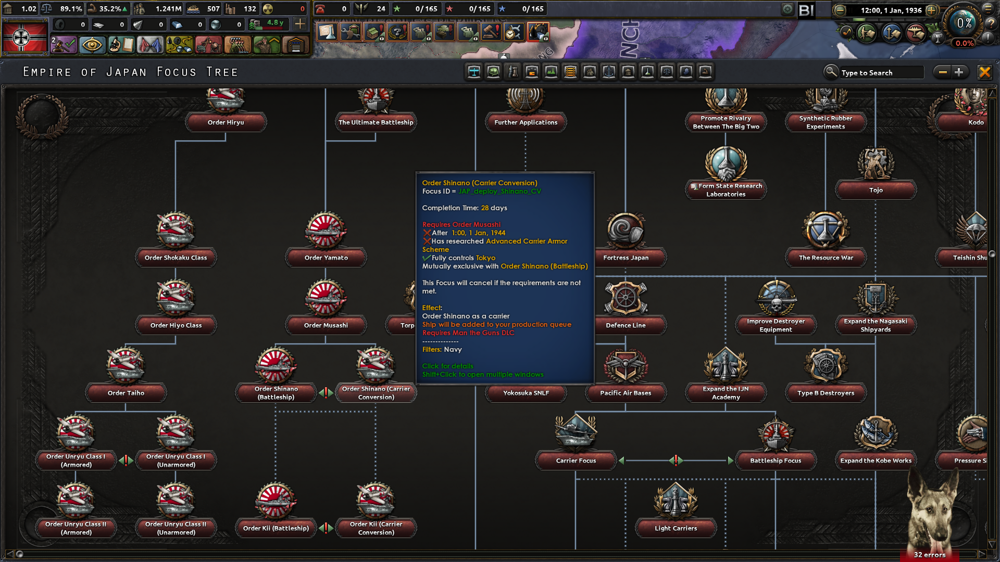 1.02
89.1%
35.2%
1.241M
507
132
0
0
24
0/165
0/165
0/165
BI
12:00, 1 Jan, 1936
0%
0.0%
0
0
0
0
0
4.8 y
2
NCH
NG
Empire of Japan Focus Tree
Type to Search
Order Hiryu
The Ultimate Battleship
Further Applications
Promote Rivalry
Between The Big Two
Synthetic Rubber
Experiments
Kodo
Form State Research
Laboratories
Tojo
Order Shinano (Carrier Conversion)
Focus ID = JAP_deploy_Shinano_CV
Completion Time: 28 days
Requires Order Musashi
After 1:00, 1 Jan, 1944
Has researched Advanced Carrier Armor
Scheme
Fully controls Tokyo
Mutually exclusive with Order Shinano (Battleship)
This Focus will cancel if the requirements are not
met.
Effect:
Order Shinano as a carrier
Ship will be added to your production queue
Requires Man the Guns DLC
--------------
Filters: Navy
Click for details
Shift+Click to open multiple windows
Order Shokaku Class
Order Yamato
Fortress Japan
The Resource War
Teishin Shu
Order Hiyo Class
Order Musashi
Torp
Defence Line
Improve Destroyer
Equipment
Expand the Nagasaki
Shipyards
Order Taiho
Order Shinano
(Battleship)
Order Shinano (Carrier
Conversion)
Yokosuka SNLF
Pacific Air Bases
Expand the IJN
Academy
Type B Destroyers
Order Unryu Class I
(Armored)
Order Unryu Class I
(Unarmored)
Carrier Focus
Battleship Focus
Expand the Kobe Works
Pressure S
Order Unryu Class II
(Armored)
Order Unryu Class II
(Unarmored)
Order Kii (Battleship)
Order Kii (Carrier
Conversion)
Light Carriers
32 errors